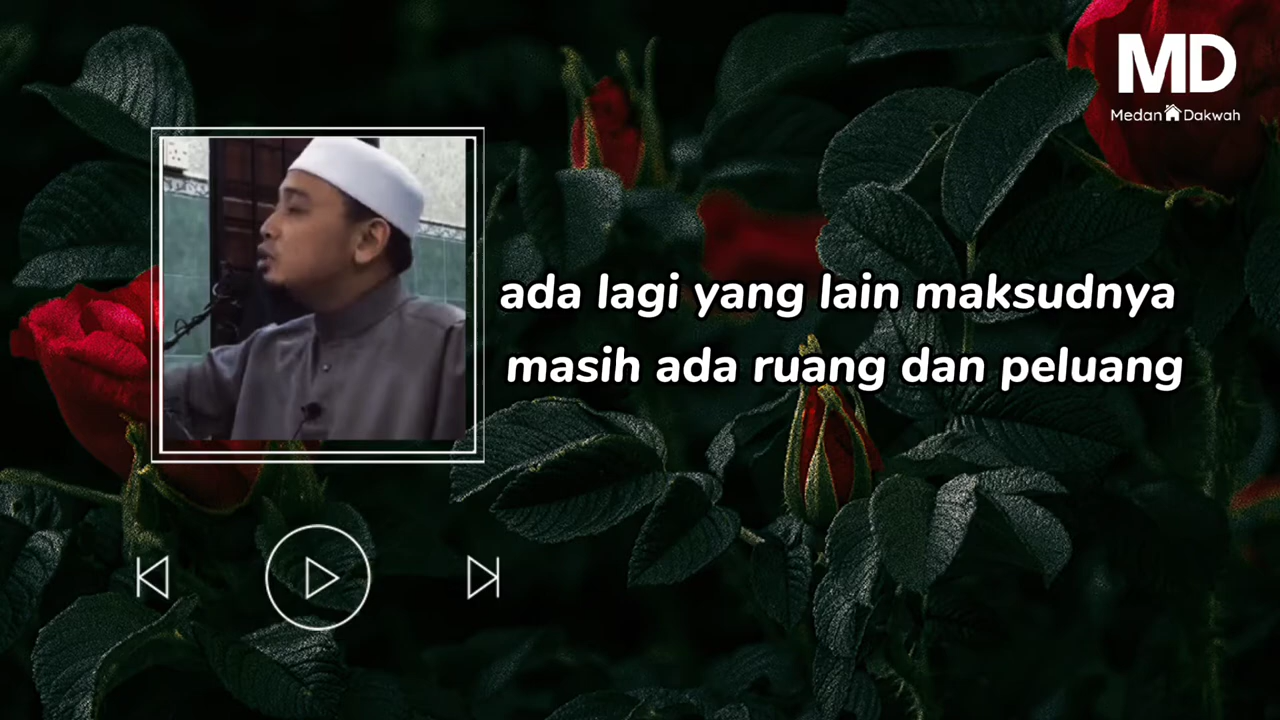 MD
Medan Dakwah
ada lagi yang lain maksudnya
masih ada ruang dan peluang